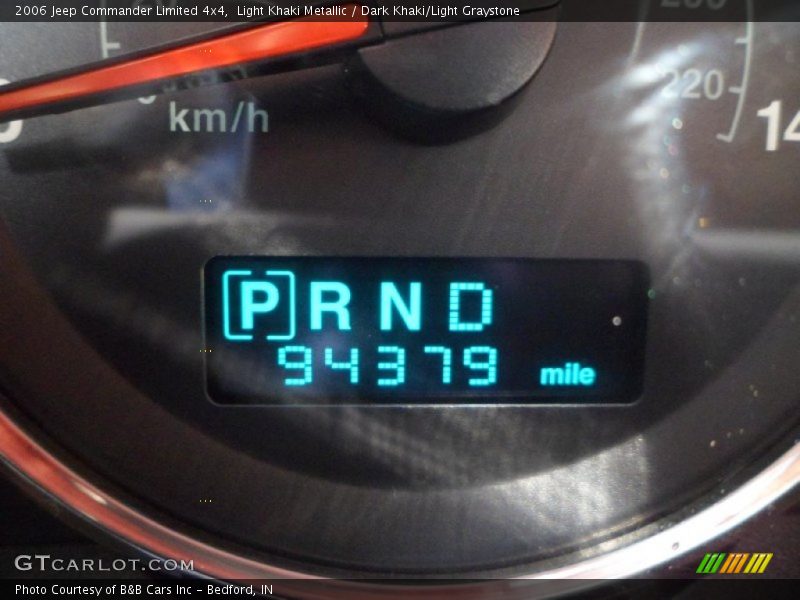 2006 Jeep Commander Limited 4x4,  Light Khaki Metallic / Dark Khaki/Light Graystone
220
km/h
14
P R N D
94379 mile
GTCARLOT.COM
Photo Courtesy of B&B Cars Inc - Bedford, IN